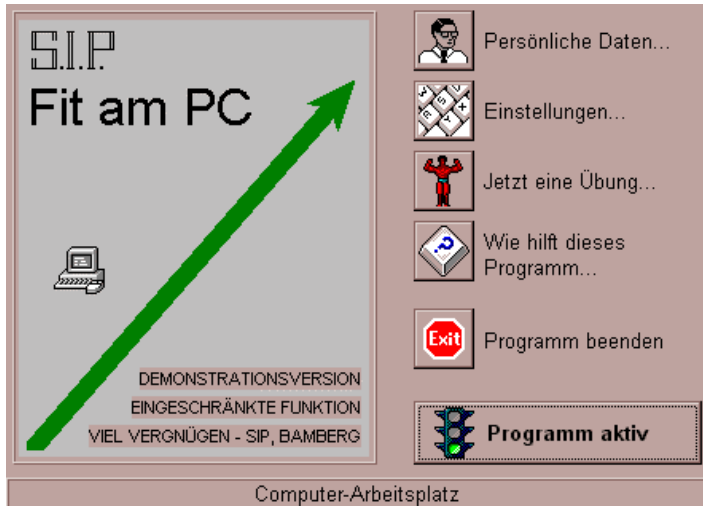 S.I.P.
Fit am PC
DEMONSTRATIONSVERSION
EINGESCHRÄNKTE FUNKTION
VIEL VERGNÜGEN - SIP, BAMBERG
Persönliche Daten...
Einstellungen...
Jetzt eine Übung...
Wie hilft dieses
Programm...
Exit
Programm beenden
Programm aktiv
Computer-Arbeitsplatz